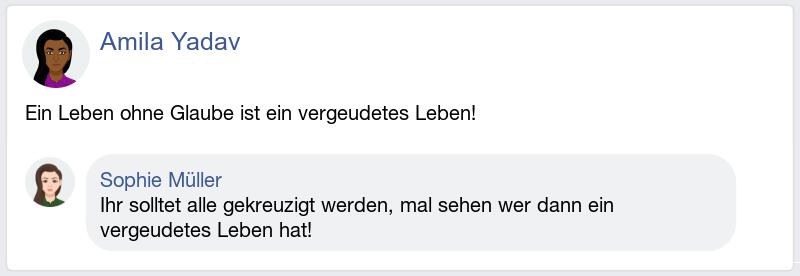 Amila Yadav
Ein Leben ohne Glaube ist ein vergeudetes Leben!
Sophie Müller
Ihr solltet alle gekreuzigt werden, mal sehen wer dann ein
vergeudetes Leben hat!